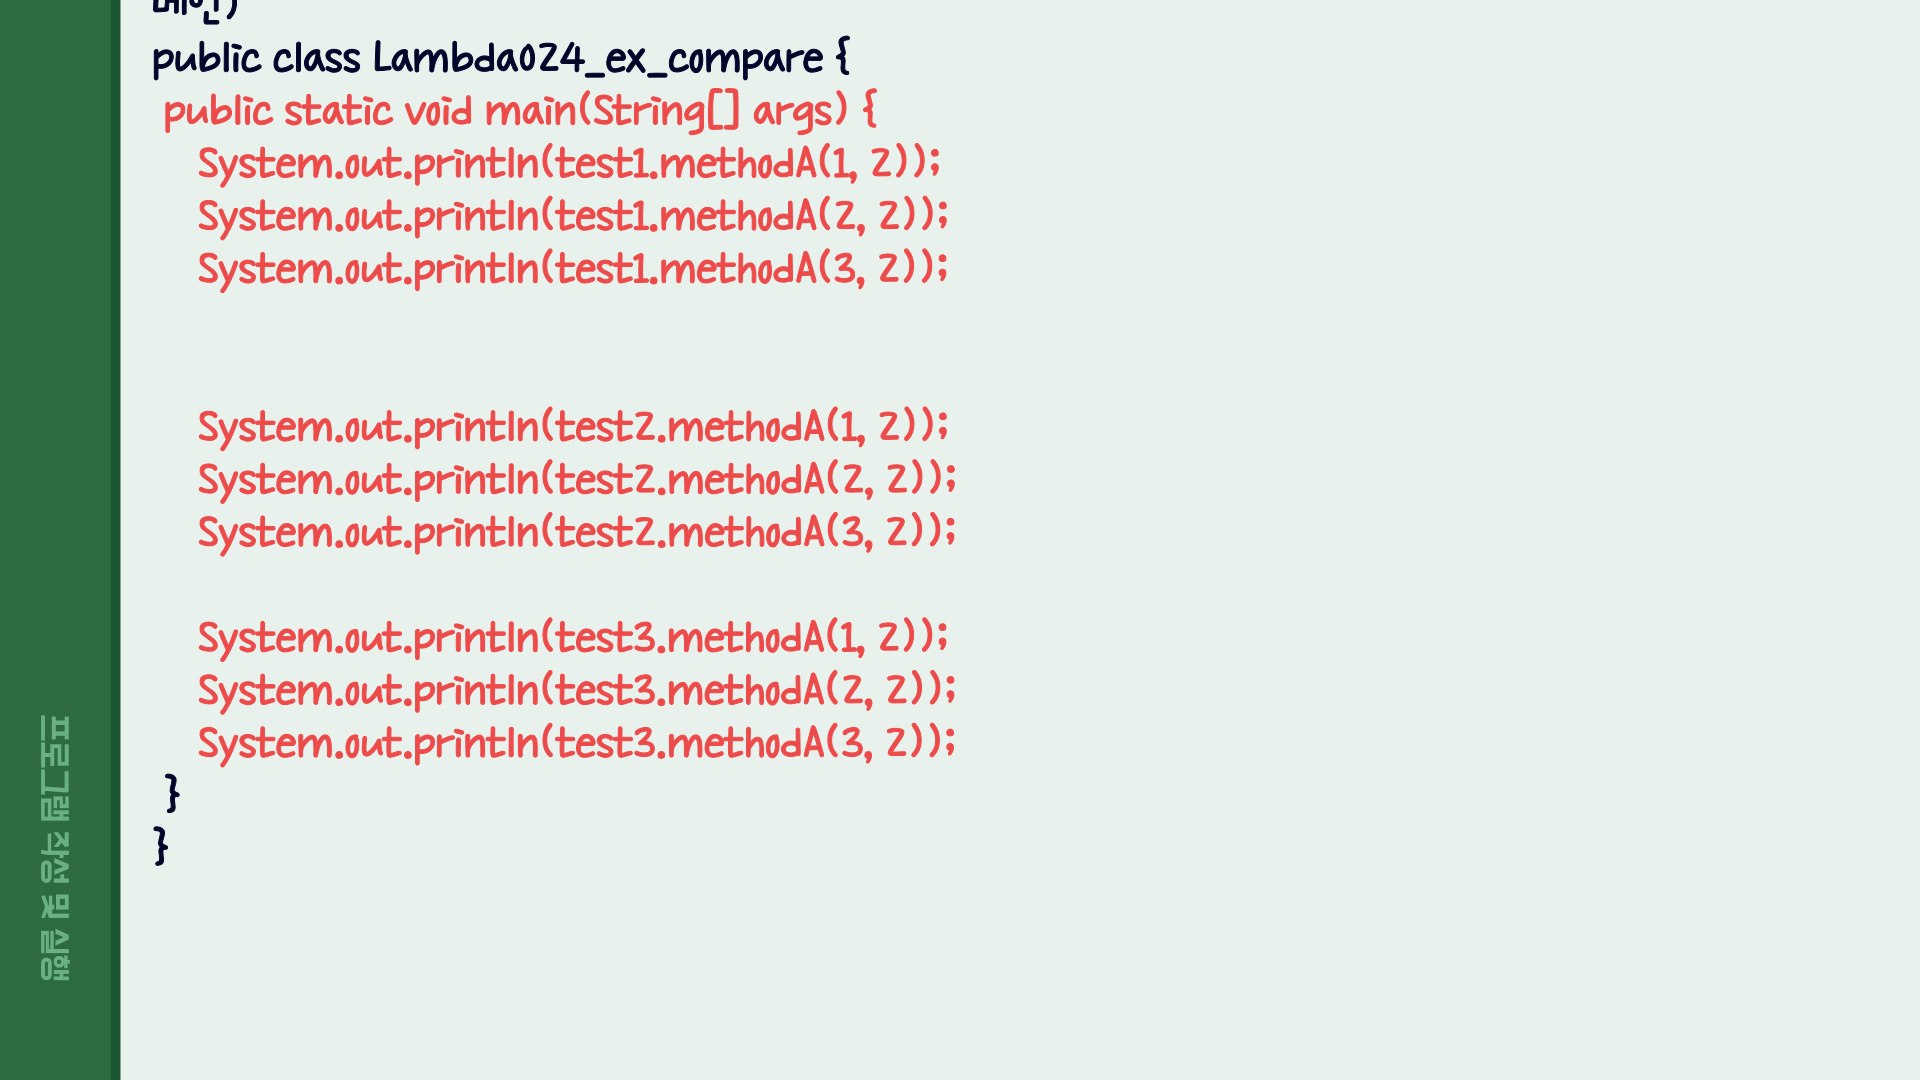 메인)
public class Lambda024_ex_compare {
public static void main(String[] args) {
System.out.println(test1.methodA(1, 2));
System.out.println(test1.methodA(2, 2));
System.out.println(test1.methodA(3, 2));
System.out.println(test2.methodA(1, 2));
System.out.println(test2.methodA(2, 2));
System.out.println(test2.methodA(3, 2));
System.out.println(test3.methodA(1, 2));
System.out.println(test3.methodA(2, 2));
System.out.println(test3.methodA(3, 2));
}
}
프로그램 작성 및 실행